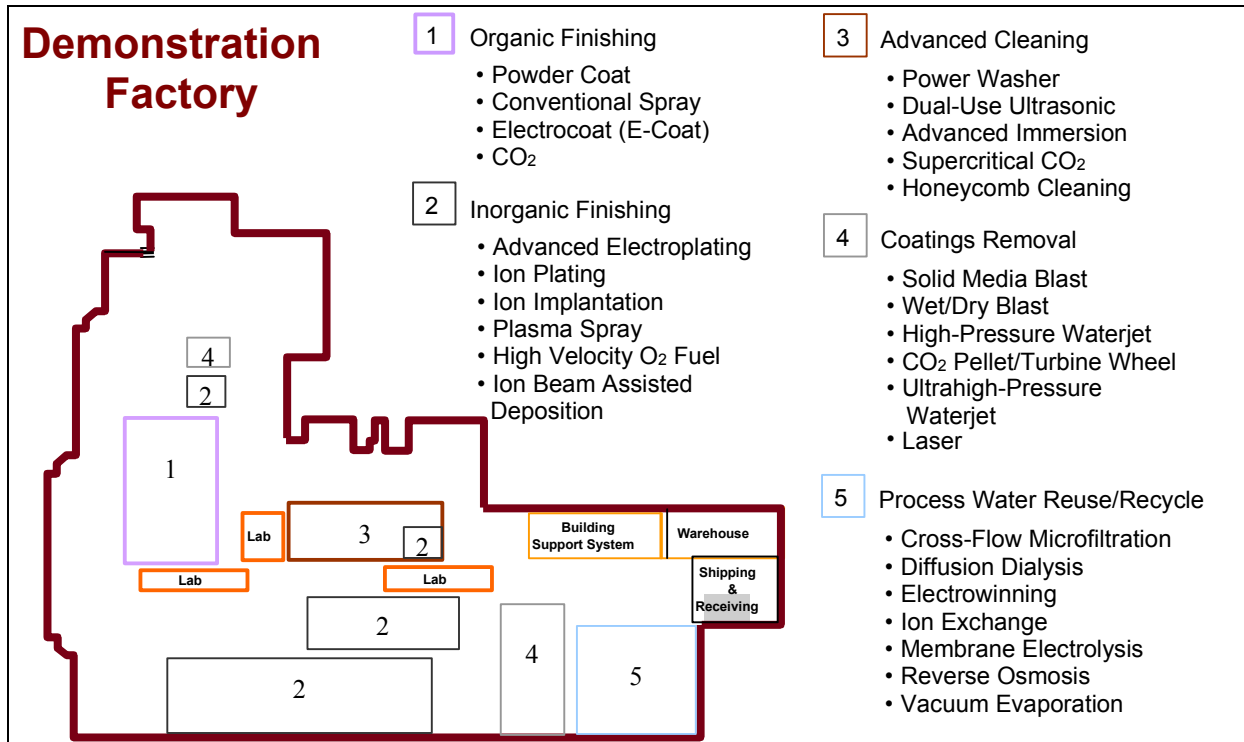 Demonstration
Factory
1 Organic Finishing
• Powder Coat
• Conventional Spray
• Electrocoat (E-Coat)
• CO₂
2 Inorganic Finishing
• Advanced Electroplating
• Ion Plating
• Ion Implantation
• Plasma Spray
• High Velocity O₂ Fuel
• Ion Beam Assisted
Deposition
3 Advanced Cleaning
• Power Washer
• Dual-Use Ultrasonic
• Advanced Immersion
• Supercritical CO₂
• Honeycomb Cleaning
4 Coatings Removal
• Solid Media Blast
• Wet/Dry Blast
• High-Pressure Waterjet
• CO₂ Pellet/Turbine Wheel
• Ultrahigh-Pressure
Waterjet
• Laser
5 Process Water Reuse/Recycle
• Cross-Flow Microfiltration
• Diffusion Dialysis
• Electrowinning
• Ion Exchange
• Membrane Electrolysis
• Reverse Osmosis
• Vacuum Evaporation
4
2
1
Lab
3
2
Lab
Lab
Building
Support System
Warehouse
Shipping
&
Receiving
2
2
4
5